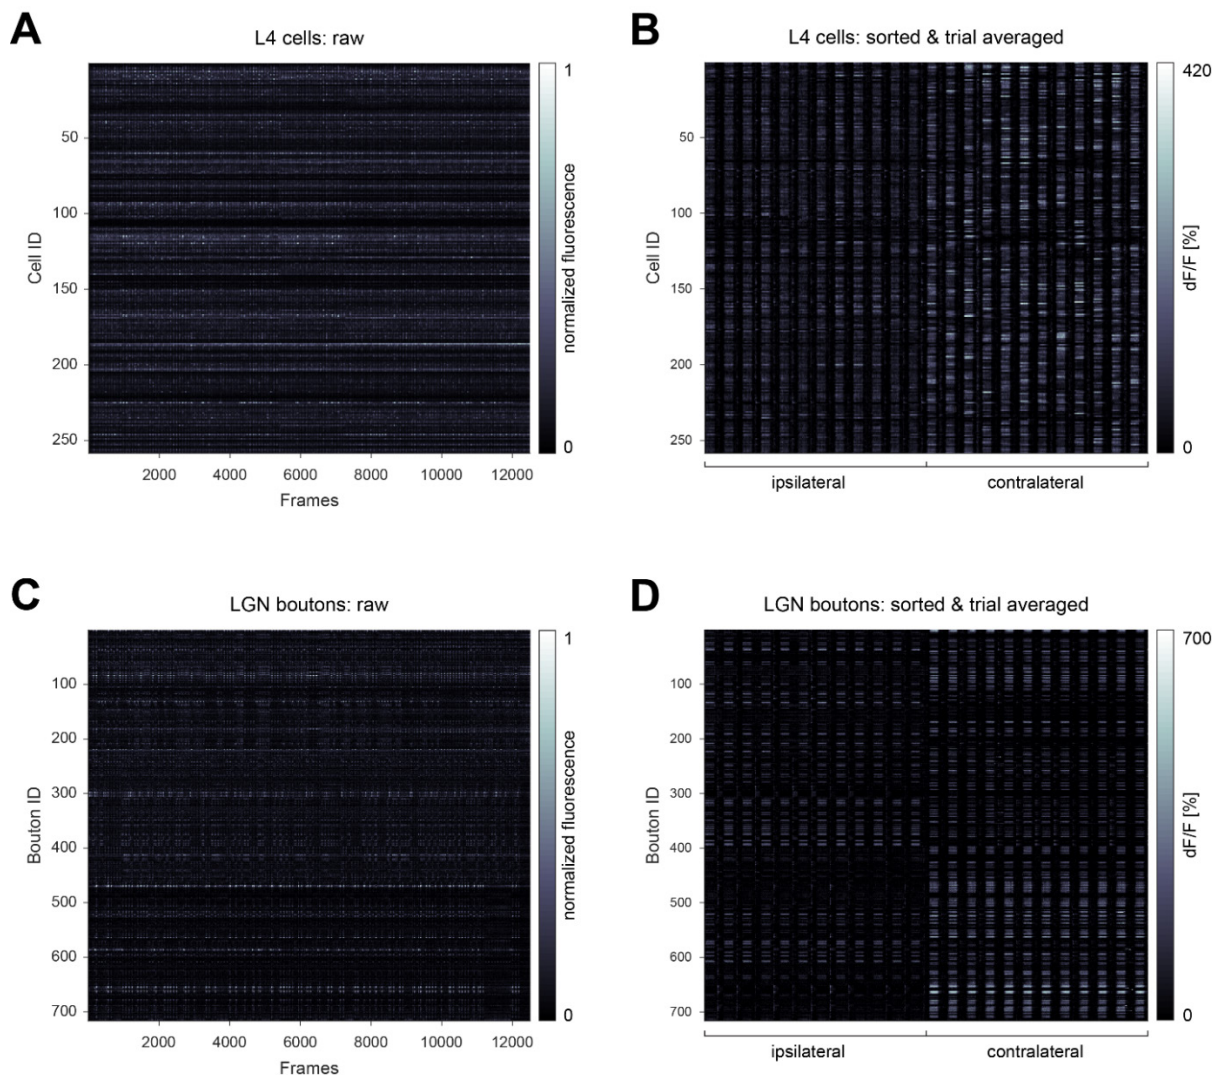 A
L4 cells: raw
50
100
150
200
250
Cell ID
2000 4000 6000 8000 10000 12000
Frames
1
normalized fluorescence
0
B
L4 cells: sorted & trial averaged
50
100
150
200
250
Cell ID
ipsilateral contralateral
420
dF/F [%]
0
C
LGN boutons: raw
100
200
300
400
500
600
700
Bouton ID
2000 4000 6000 8000 10000 12000
Frames
1
normalized fluorescence
0
D
LGN boutons: sorted & trial averaged
100
200
300
400
500
600
700
Bouton ID
ipsilateral contralateral
700
dF/F [%]
0